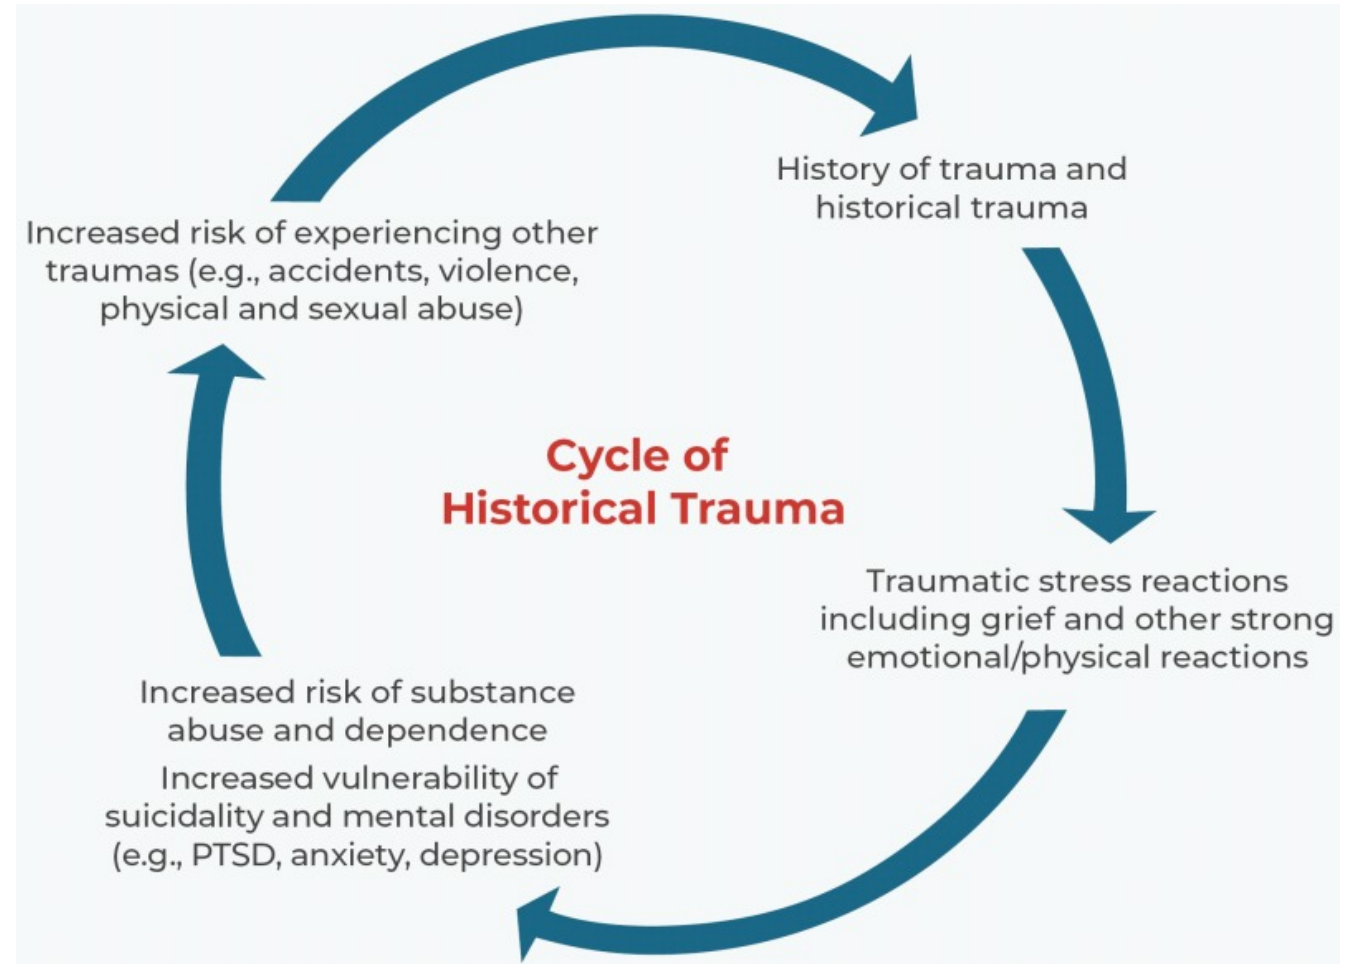 History of trauma and
historical trauma
Traumatic stress reactions
including grief and other strong
emotional/physical reactions
Increased risk of substance
abuse and dependence
Increased vulnerability of
suicidality and mental disorders
(e.g., PTSD, anxiety, depression)
Increased risk of experiencing other
traumas (e.g., accidents, violence,
physical and sexual abuse)
Cycle of
Historical Trauma